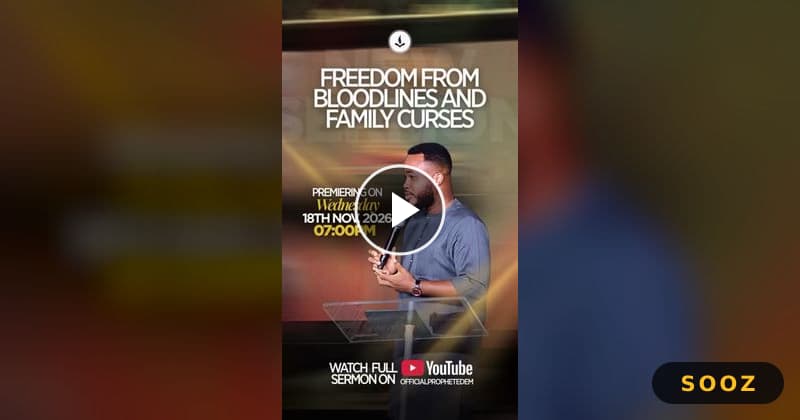 FREEDOM FROM
BLOODLINES AND
FAMILY CURSES
PREMIERING ON
Wednesday
18TH NOV 2026
07:00PM
WATCH FULL
SERMON ON
YouTube
OFFICIALPROPHETEDEM
SOOZ